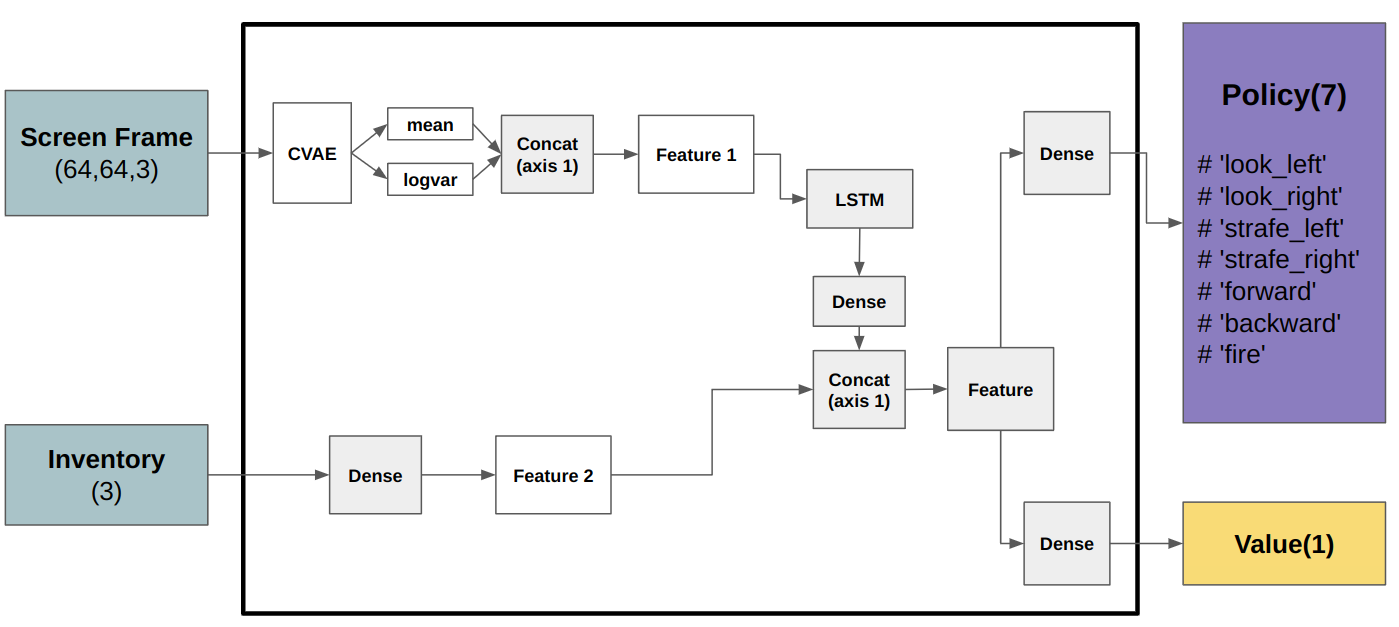 Screen Frame
(64,64,3)
CVAE
mean
logvar
Concat
(axis 1)
Feature 1
LSTM
Dense
Concat
(axis 1)
Inventory
(3)
Dense
Feature 2
Feature
Dense
Dense
Policy(7)
# 'look_left'
# 'look_right'
# 'strafe_left'
# 'strafe_right'
# 'forward'
# 'backward'
# 'fire'
Value(1)